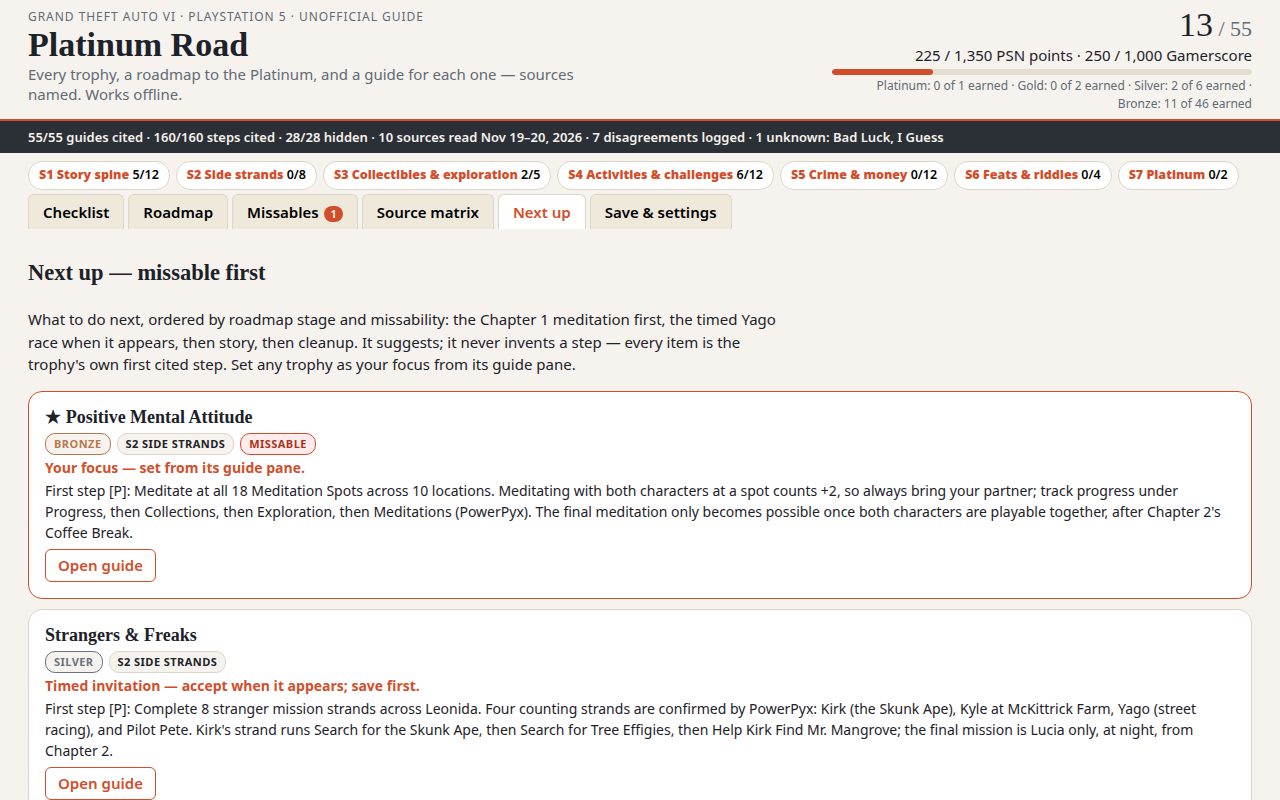 GRAND THEFT AUTO VI · PLAYSTATION 5 · UNOFFICIAL GUIDE
Platinum Road
Every trophy, a roadmap to the Platinum, and a guide for each one — sources
named. Works offline.
13 / 55
225 / 1,350 PSN points · 250 / 1,000 Gamerscore
Platinum: 0 of 1 earned · Gold: 0 of 2 earned · Silver: 2 of 6 earned ·
Bronze: 11 of 46 earned
55/55 guides cited · 160/160 steps cited · 28/28 hidden · 10 sources read Nov 19–20, 2026 · 7 disagreements logged · 1 unknown: Bad Luck, I Guess
S1 Story spine 5/12
S2 Side strands 0/8
S3 Collectibles & exploration 2/5
S4 Activities & challenges 6/12
S5 Crime & money 0/12
S6 Feats & riddles 0/4
S7 Platinum 0/2
Checklist
Roadmap
Missables 1
Source matrix
Next up
Save & settings
Next up — missable first
What to do next, ordered by roadmap stage and missability: the Chapter 1 meditation first, the timed Yago
race when it appears, then story, then cleanup. It suggests; it never invents a step — every item is the
trophy's own first cited step. Set any trophy as your focus from its guide pane.
★ Positive Mental Attitude
BRONZE
S2 SIDE STRANDS
MISSABLE
Your focus — set from its guide pane.
First step [P]: Meditate at all 18 Meditation Spots across 10 locations. Meditating with both characters at a spot counts +2, so always bring your partner; track progress under
Progress, then Collections, then Exploration, then Meditations (PowerPyx). The final meditation only becomes possible once both characters are playable together, after Chapter 2's
Coffee Break.
Open guide
Strangers & Freaks
SILVER
S2 SIDE STRANDS
Timed invitation — accept when it appears; save first.
First step [P]: Complete 8 stranger mission strands across Leonida. Four counting strands are confirmed by PowerPyx: Kirk (the Skunk Ape), Kyle at McKittrick Farm, Yago (street
racing), and Pilot Pete. Kirk's strand runs Search for the Skunk Ape, then Search for Tree Effigies, then Help Kirk Find Mr. Mangrove; the final mission is Lucia only, at night, from
Chapter 2.
Open guide